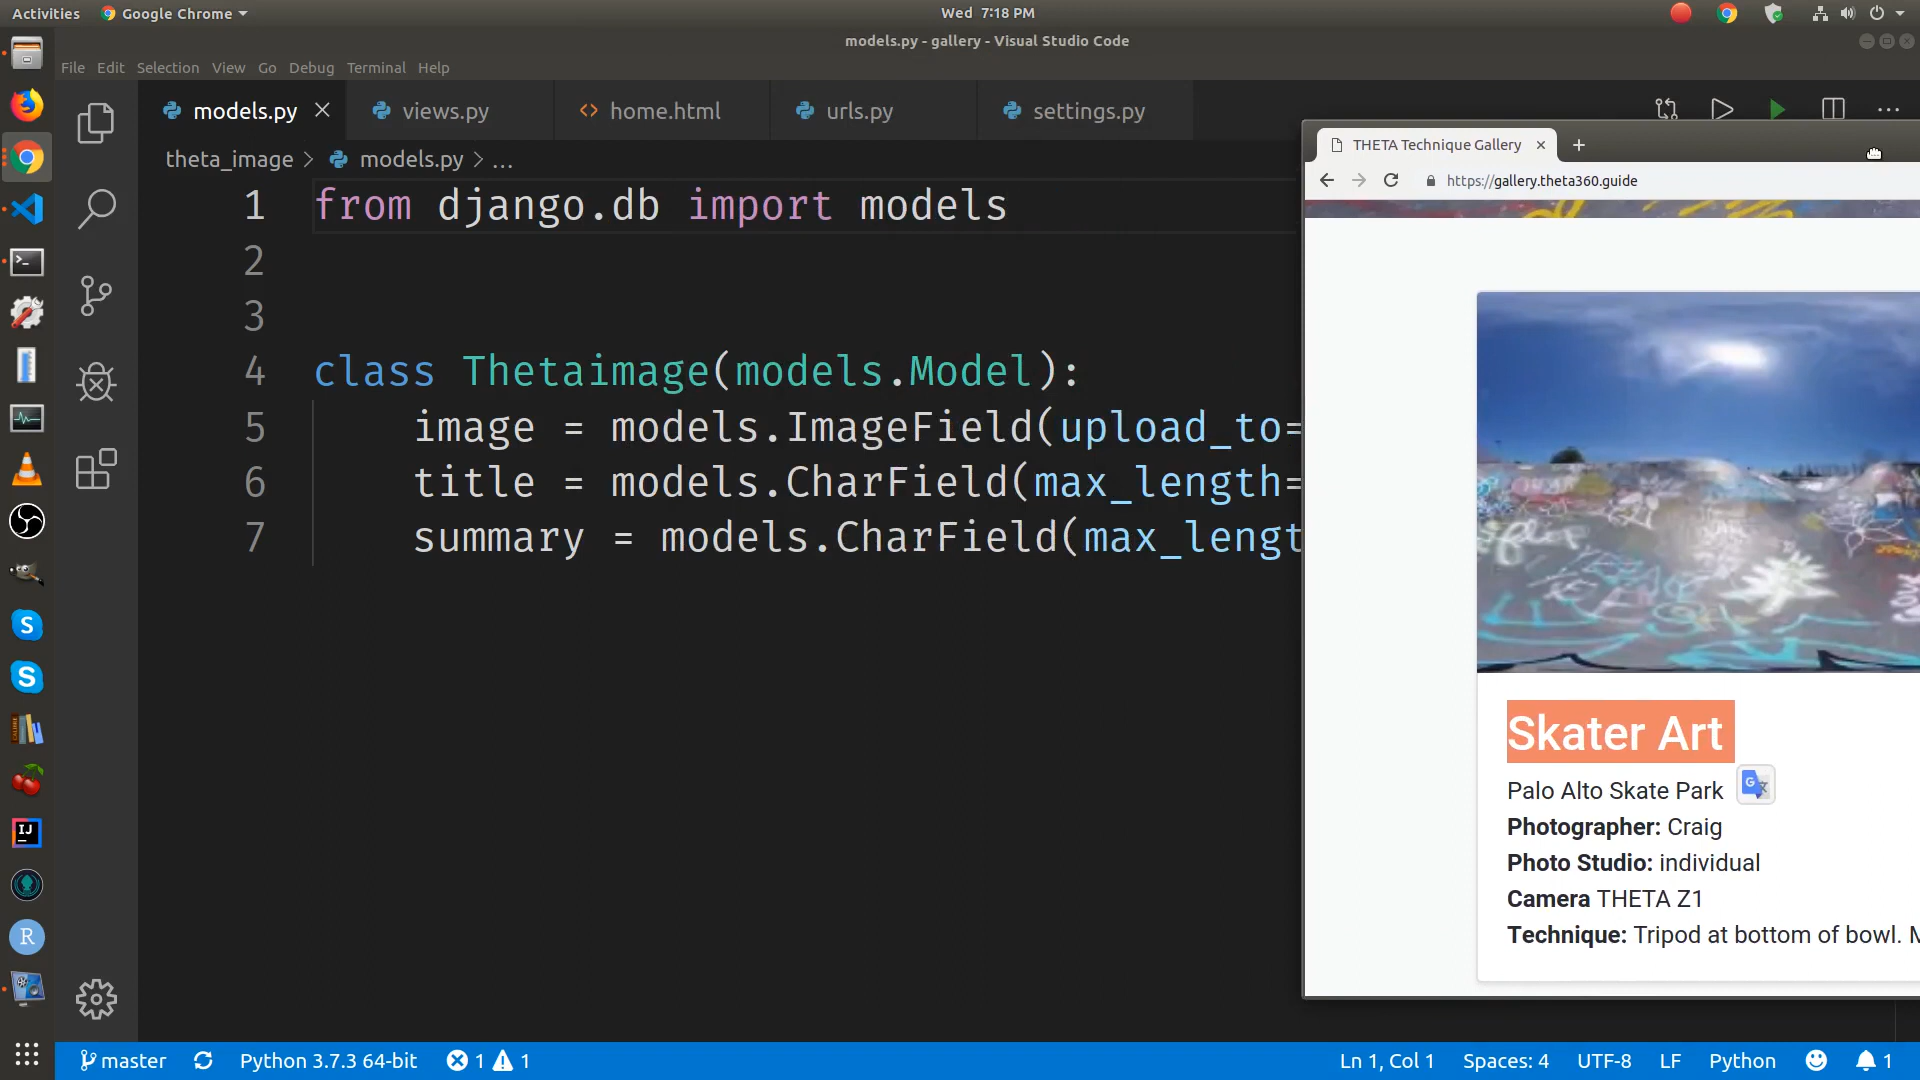 Activities Google Chrome Wed 7:18 PM
models.py - gallery - Visual Studio Code
File Edit Selection View Go Debug Terminal Help
models.py views.py home.html urls.py settings.py
theta_image > models.py > ...
1 from django.db import models
2
3
4 class Thetaimage(models.Model):
5 image = models.ImageField(upload_to=
6 title = models.CharField(max_length=
7 summary = models.CharField(max_lengt
THETA Technique Gallery
https://gallery.theta360.guide
Skater Art
Palo Alto Skate Park
Photographer: Craig
Photo Studio: individual
Camera THETA Z1
Technique: Tripod at bottom of bowl. M
master Python 3.7.3 64-bit 1 1 Ln 1, Col 1 Spaces: 4 UTF-8 LF Python 1